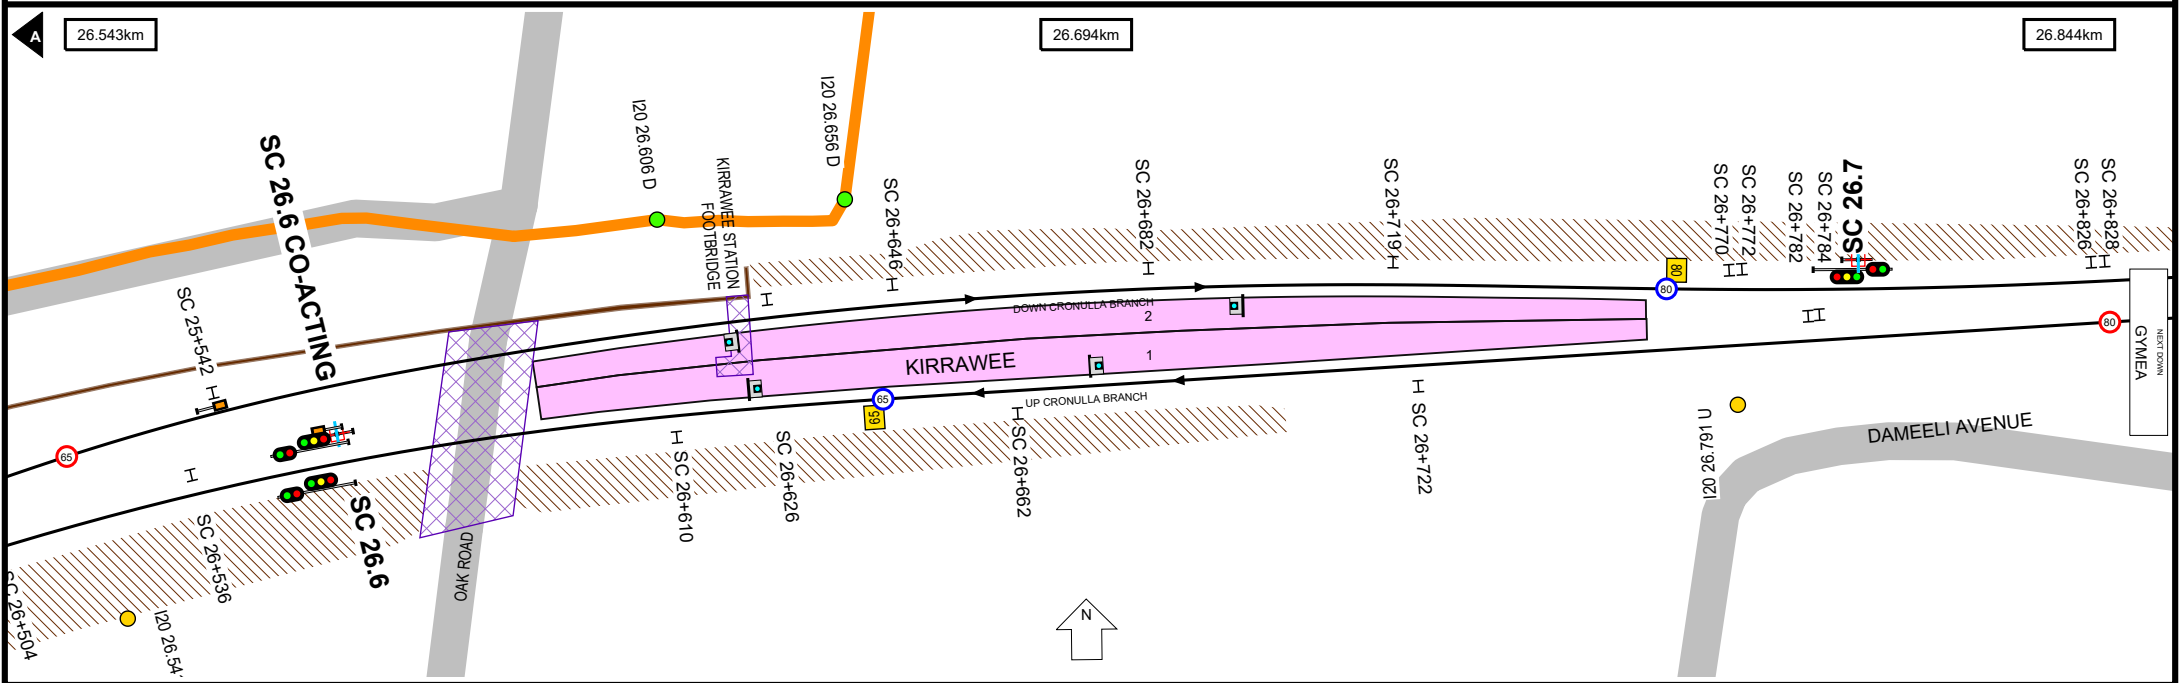 A
26.543km
26.694km
26.844km
SC 26.6 CO-ACTING
I20 26.606 D
I20 26.656 D
KIRRAWEE STATION
FOOTBRIDGE
SC 26+646
SC 26+682
SC 26+719
SC 26+770
SC 26+772
SC 26+782
SC 26+784
SC 26.7
SC 26+826
SC 26+828
SC 25+542
80
80
DOWN CRONULLA BRANCH
2
KIRRAWEE
1
65
65
UP CRONULLA BRANCH
65
80
NEXT DOWN
GYMEA
SC 26+504
SC 26+536
I20 26.54
SC 26.6
OAK ROAD
SC 26+610
SC 26+626
SC 26+662
SC 26+722
I20 26.791 U
DAMEELI AVENUE
N